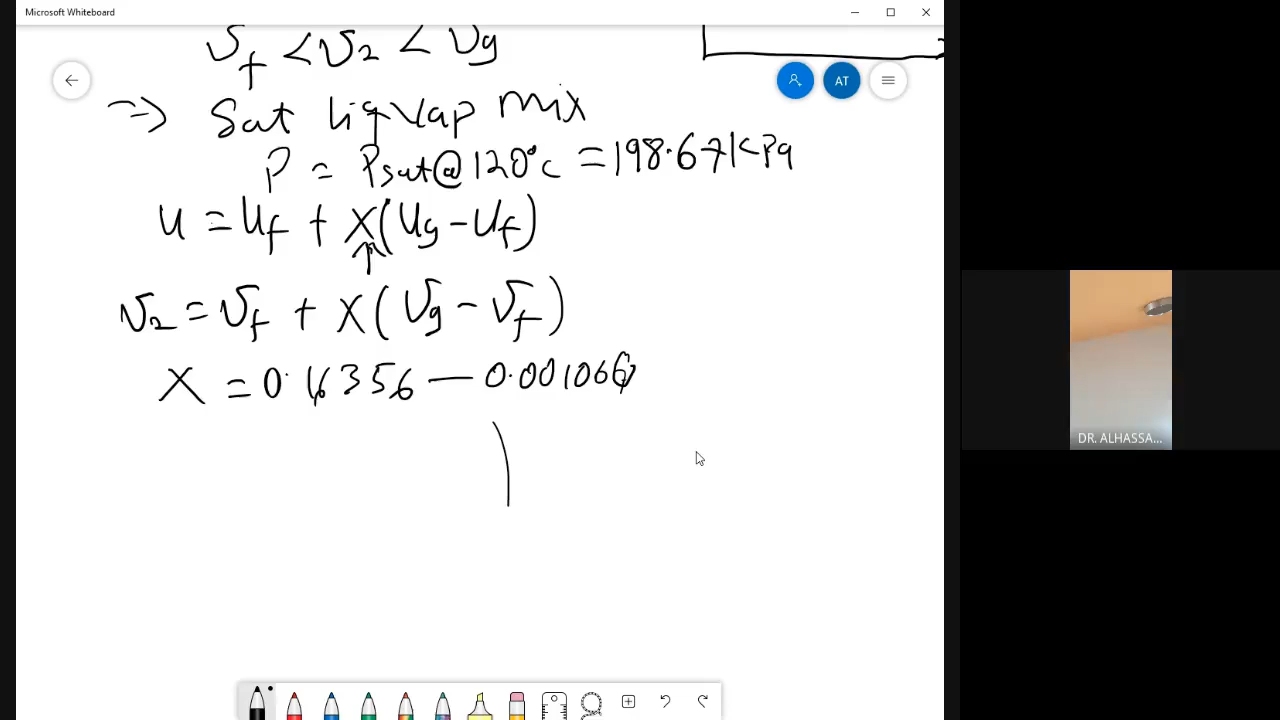 Microsoft Whiteboard
Vf < V2 < Vg
AT
=> Sat liq Vap mix
P = Psat@120°C = 198.67kPa
u = Uf + X(Ug - Uf)
V2 = Vf + X(Vg - Vf)
X = 0.16356 - 0.001060
DR. ALHASSA...